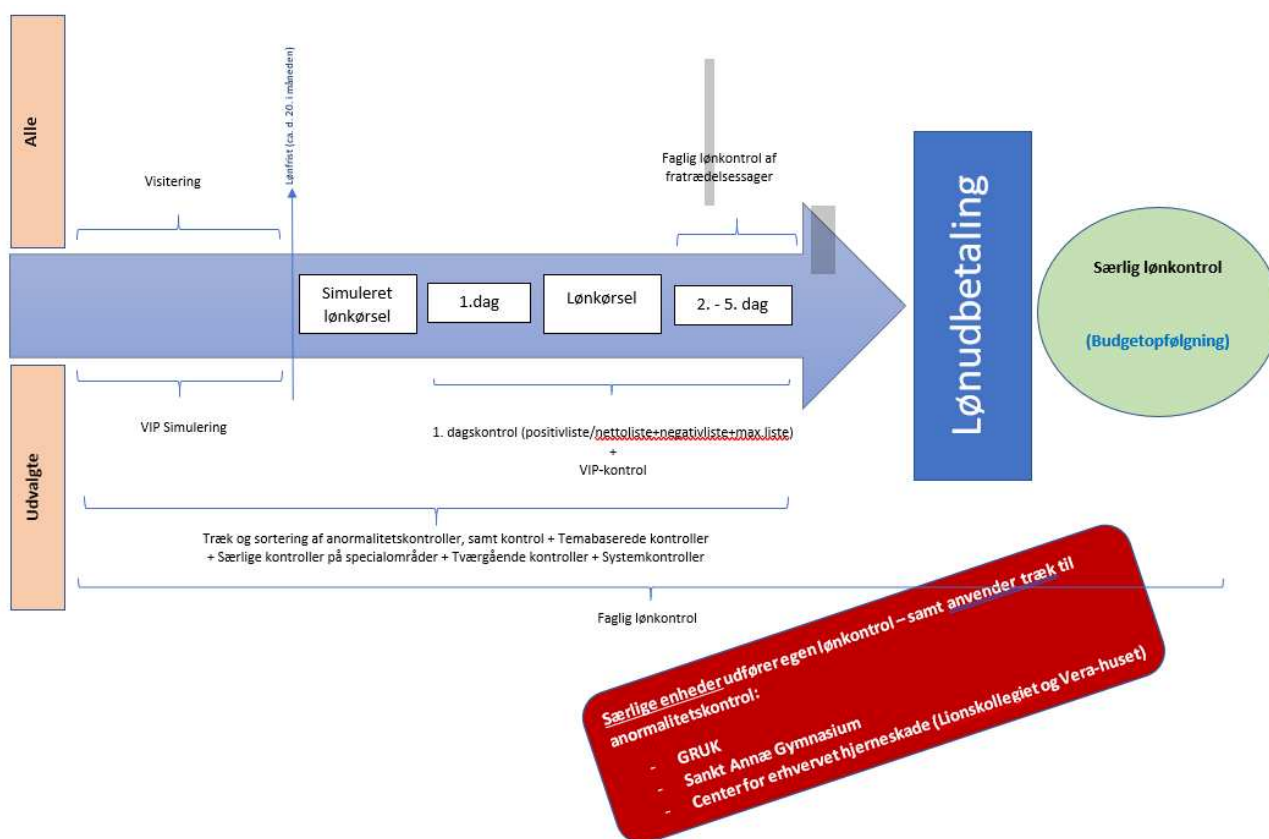 Alle
Lønfrist (ca. d. 20. i måneden)
Visitering
Faglig lønkontrol af
fratrædelsessager
Simuleret
lønkørsel
1.dag
Lønkørsel
2. - 5. dag
Lønudbetaling
Særlig lønkontrol
(Budgetopfølgning)
Udvalgte
VIP Simulering
1. dagskontrol (positivliste/nettoliste+negativliste+max.liste)
+
VIP-kontrol
Træk og sortering af anormalitetskontroller, samt kontrol + Temabaserede kontroller
+ Særlige kontroller på specialområder + Tværgående kontroller + Systemkontroller
Faglig lønkontrol
Særlige enheder udfører egen lønkontrol – samt anvender træk til
anormalitetskontrol:
- GRUK
- Sankt Annæ Gymnasium
- Center for erhvervet hjerneskade (Lionskollegiet og Vera-huset)